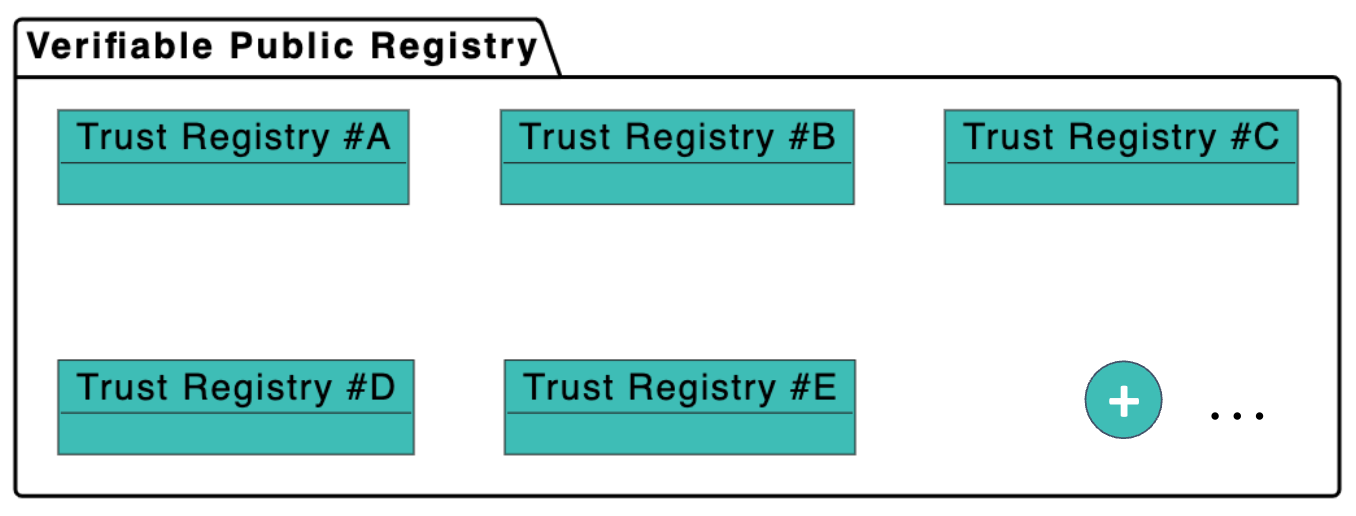 Verifiable Public Registry
Trust Registry #A
Trust Registry #B
Trust Registry #C
Trust Registry #D
Trust Registry #E
+ ...